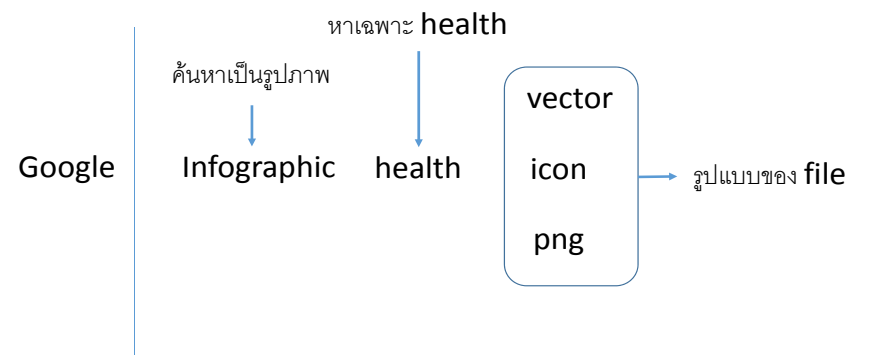 หาเฉพาะ health
ค้นหาเป็นรูปภาพ
vector
Google Infographic health icon รูปแบบของ file
png